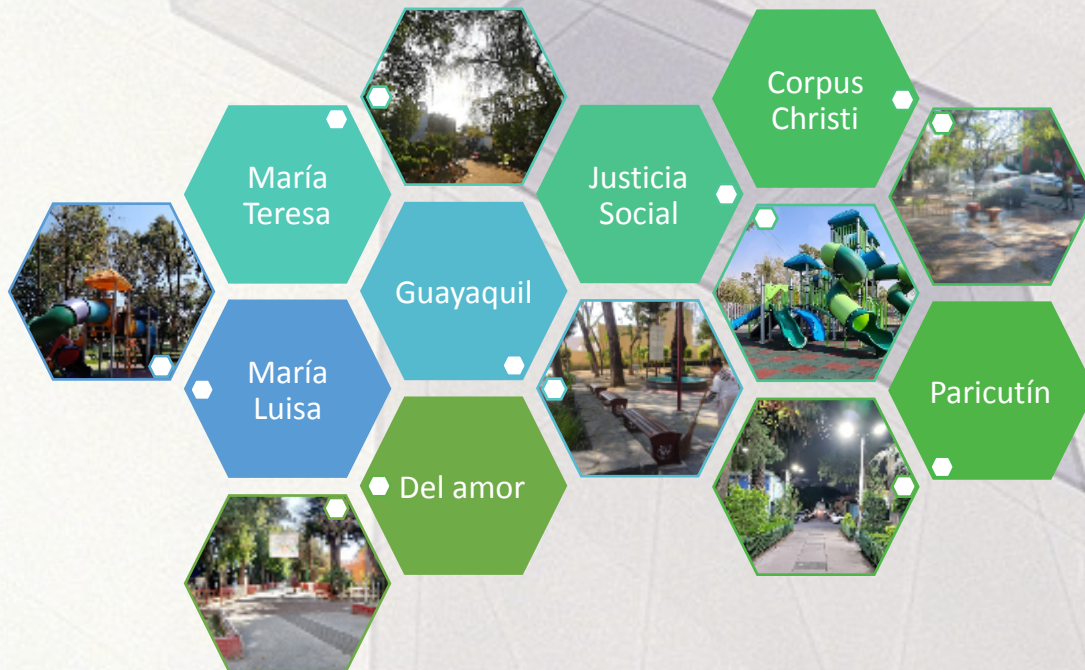 Corpus
Christi
María
Teresa
Justicia
Social
Guayaquil
María
Luisa
Paricutín
Del amor